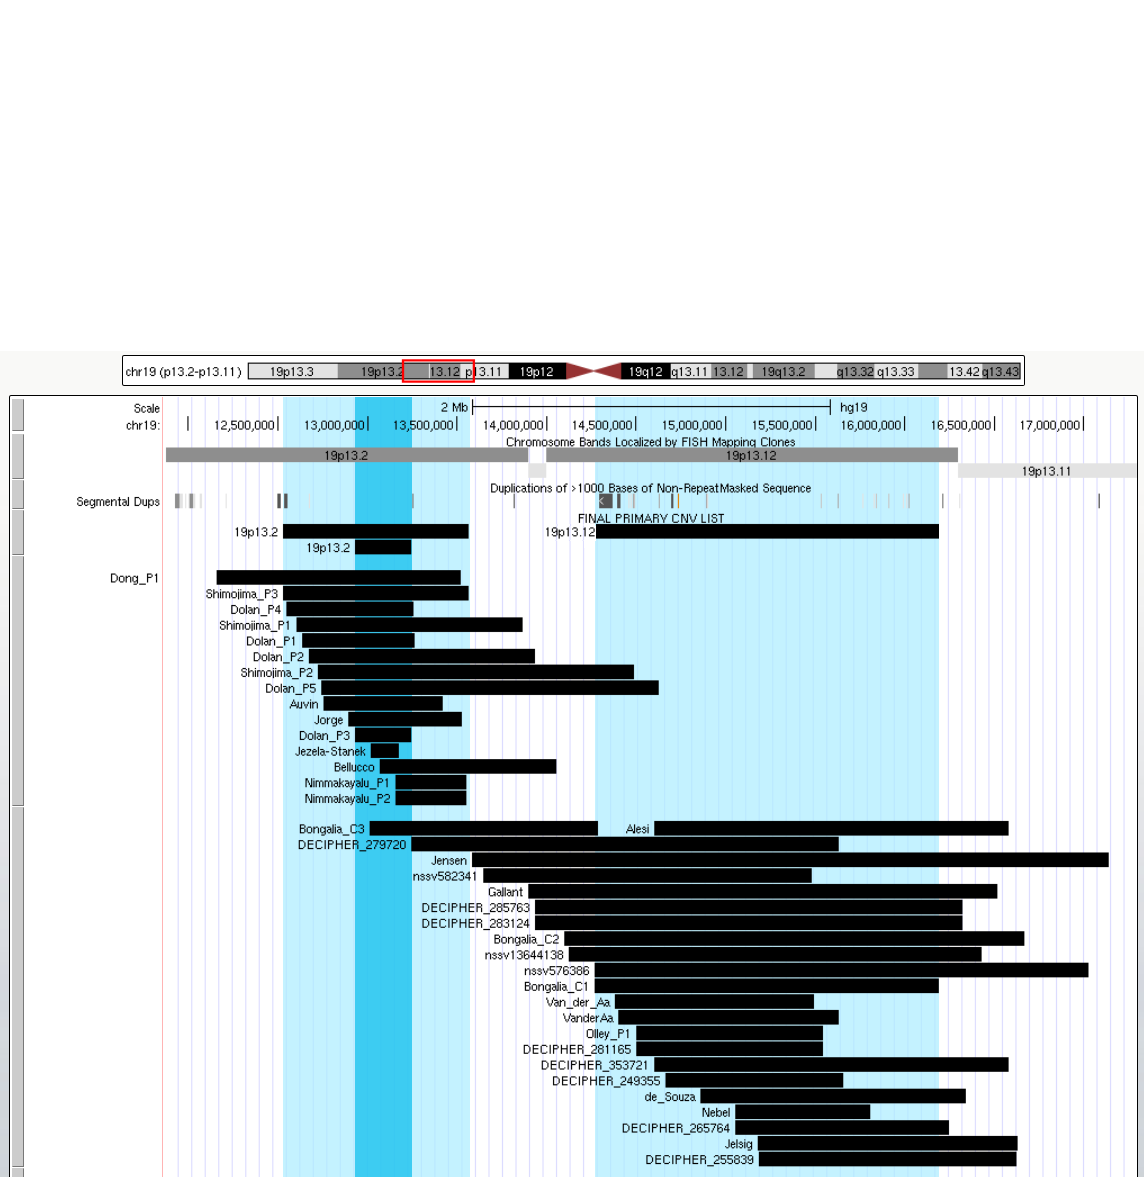 chr19 (p13.2-p13.11) 19p13.3 19p13.2 13.12 p13.11 19p12 19q12 q13.11 13.12 19q13.2 q13.32 q13.33 13.42 q13.43
Scale 2 Mb hg19
chr19: 12,500,000 13,000,000 13,500,000 14,000,000 14,500,000 15,000,000 15,500,000 16,000,000 16,500,000 17,000,000
Chromosome Bands Localized by FISH Mapping Clones
19p13.2 19p13.12
19p13.11
Duplications of >1000 Bases of Non-RepeatMasked Sequence
Segmental Dups
FINAL PRIMARY CNV LIST
19p13.2 19p13.12
19p13.2
Dong_P1
Shimojima_P3
Dolan_P4
Shimojima_P1
Dolan_P1
Dolan_P2
Shimojima_P2
Dolan_P5
Auvin
Jorge
Dolan_P3
Jezela-Stanek
Bellucco
Nimmakayalu_P1
Nimmakayalu_P2
Bongalia_C3 Alesi
DECIPHER_279720
Jensen
nssv582341
Gallant
DECIPHER_285763
DECIPHER_283124
Bongalia_C2
nssv13644138
nssv576386
Bongalia_C1
Van_der_Aa
VanderAa
Olley_P1
DECIPHER_281165
DECIPHER_353721
DECIPHER_249355
de_Souza
Nebel
DECIPHER_265764
Jelsig
DECIPHER_255839